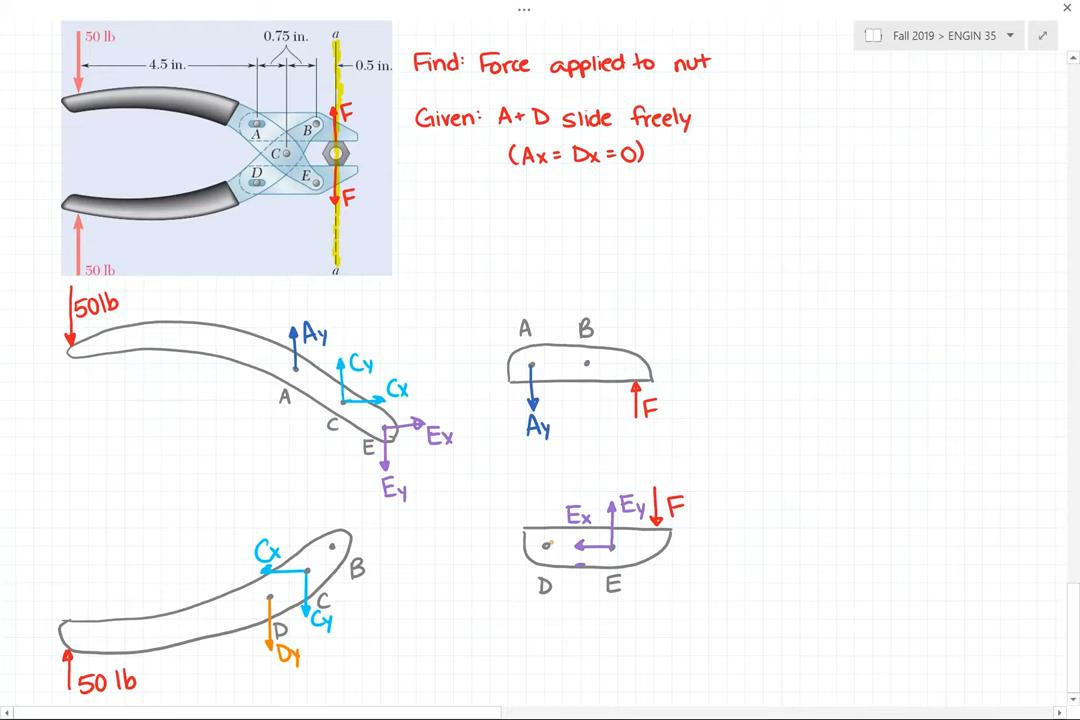 ...
Fall 2019 > ENGIN 35
50 lb
0.75 in.
a
4.5 in.
0.5 in.
F
A
B
C
D
E
F
50 lb
a
Find: Force applied to nut
Given: A + D slide freely
(Ax = Dx = 0)
50lb
Ay
Cy
Cx
A
C
E
Ex
Ey
A
B
Ay
F
Cx
B
C
Cy
D
Dy
50 lb
Ex
Ey
F
D
E